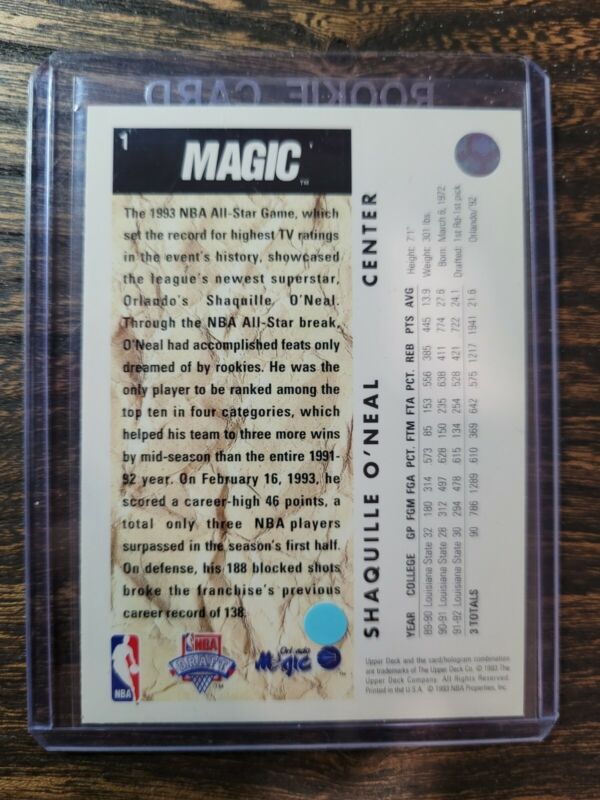 ROOKIE CARD
1
MAGIC
TM
The 1993 NBA All-Star Game, which
set the record for highest TV ratings
in the event's history, showcased
the league's newest superstar,
Orlando's Shaquille O'Neal.
Through the NBA All-Star break,
O'Neal had accomplished feats only
dreamed of by rookies. He was the
only player to be ranked among the
top ten in four categories, which
helped his team to three more wins
by mid-season than the entire 1991-
92 year. On February 16, 1993, he
scored a career-high 46 points, a
total only three NBA players
surpassed in the season's first half.
On defense, his 188 blocked shots
broke the franchise's previous
career record of 138.
NBA
NBA
DRAFT
Orlando
Magic
SHAQUILLE O'NEAL CENTER
Height: 7'1"
Weight: 301 lbs.
Born: March 6, 1972
Drafted: 1st Rd-1st pick
Orlando/'92
YEAR COLLEGE GP FGM FGA PCT. FTM FTA PCT. REB PTS AVG
89-90 Louisiana State 32 180 314 .573 85 153 .556 385 445 13.9
90-91 Louisiana State 28 312 497 .628 150 235 .638 411 774 27.6
91-92 Louisiana State 30 294 478 .615 134 254 .528 421 722 24.1
3 TOTALS 90 786 1289 .610 369 642 .575 1217 1941 21.6
Upper Deck and the card/hologram combination
are trademarks of The Upper Deck Co. © 1993 The
Upper Deck Company. All Rights Reserved.
Printed in the U.S.A. © 1993 NBA Properties, Inc.